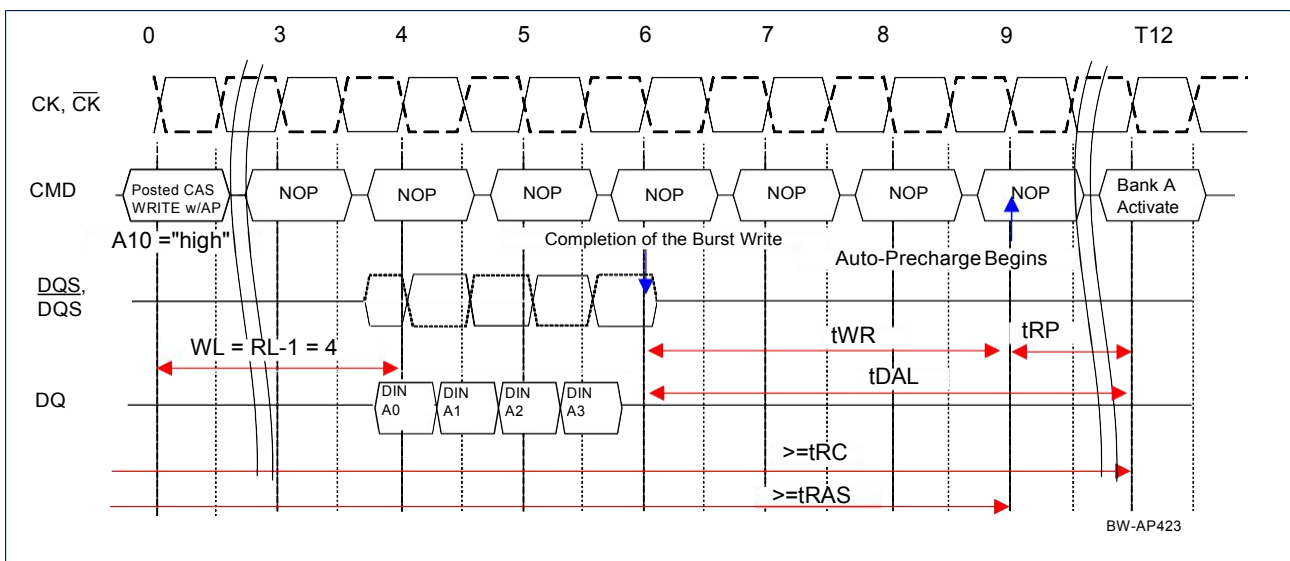 0 3 4 5 6 7 8 9 T12
CK, CK
CMD
Posted CAS
WRITE w/AP
NOP NOP NOP NOP NOP NOP NOP
Bank A
Activate
A10 ="high"
Completion of the Burst Write
Auto-Precharge Begins
DQS,
DQS
WL = RL-1 = 4
tWR
tRP
tDAL
DQ
DIN
A0
DIN
A1
DIN
A2
DIN
A3
>=tRC
>=tRAS
BW-AP423